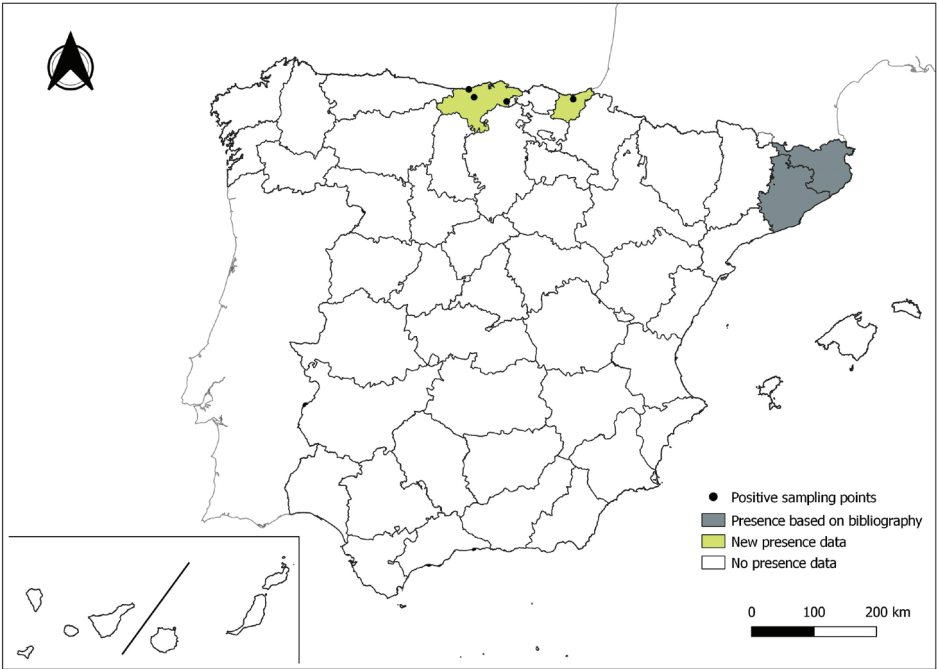 Positive sampling points
Presence based on bibliography
New presence data
No presence data
0 100 200 km